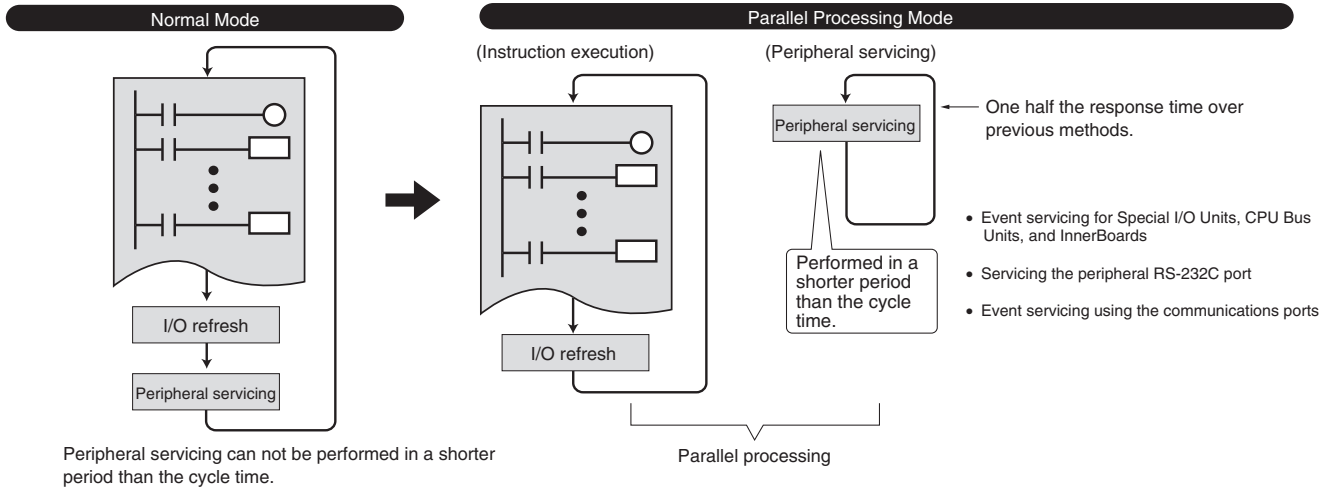 Normal Mode
I/O refresh
Peripheral servicing
Peripheral servicing can not be performed in a shorter
period than the cycle time.
Parallel Processing Mode
(Instruction execution)
I/O refresh
(Peripheral servicing)
Peripheral servicing
Performed in a
shorter period
than the cycle
time.
One half the response time over
previous methods.
• Event servicing for Special I/O Units, CPU Bus
Units, and InnerBoards
• Servicing the peripheral RS-232C port
• Event servicing using the communications ports
Parallel processing